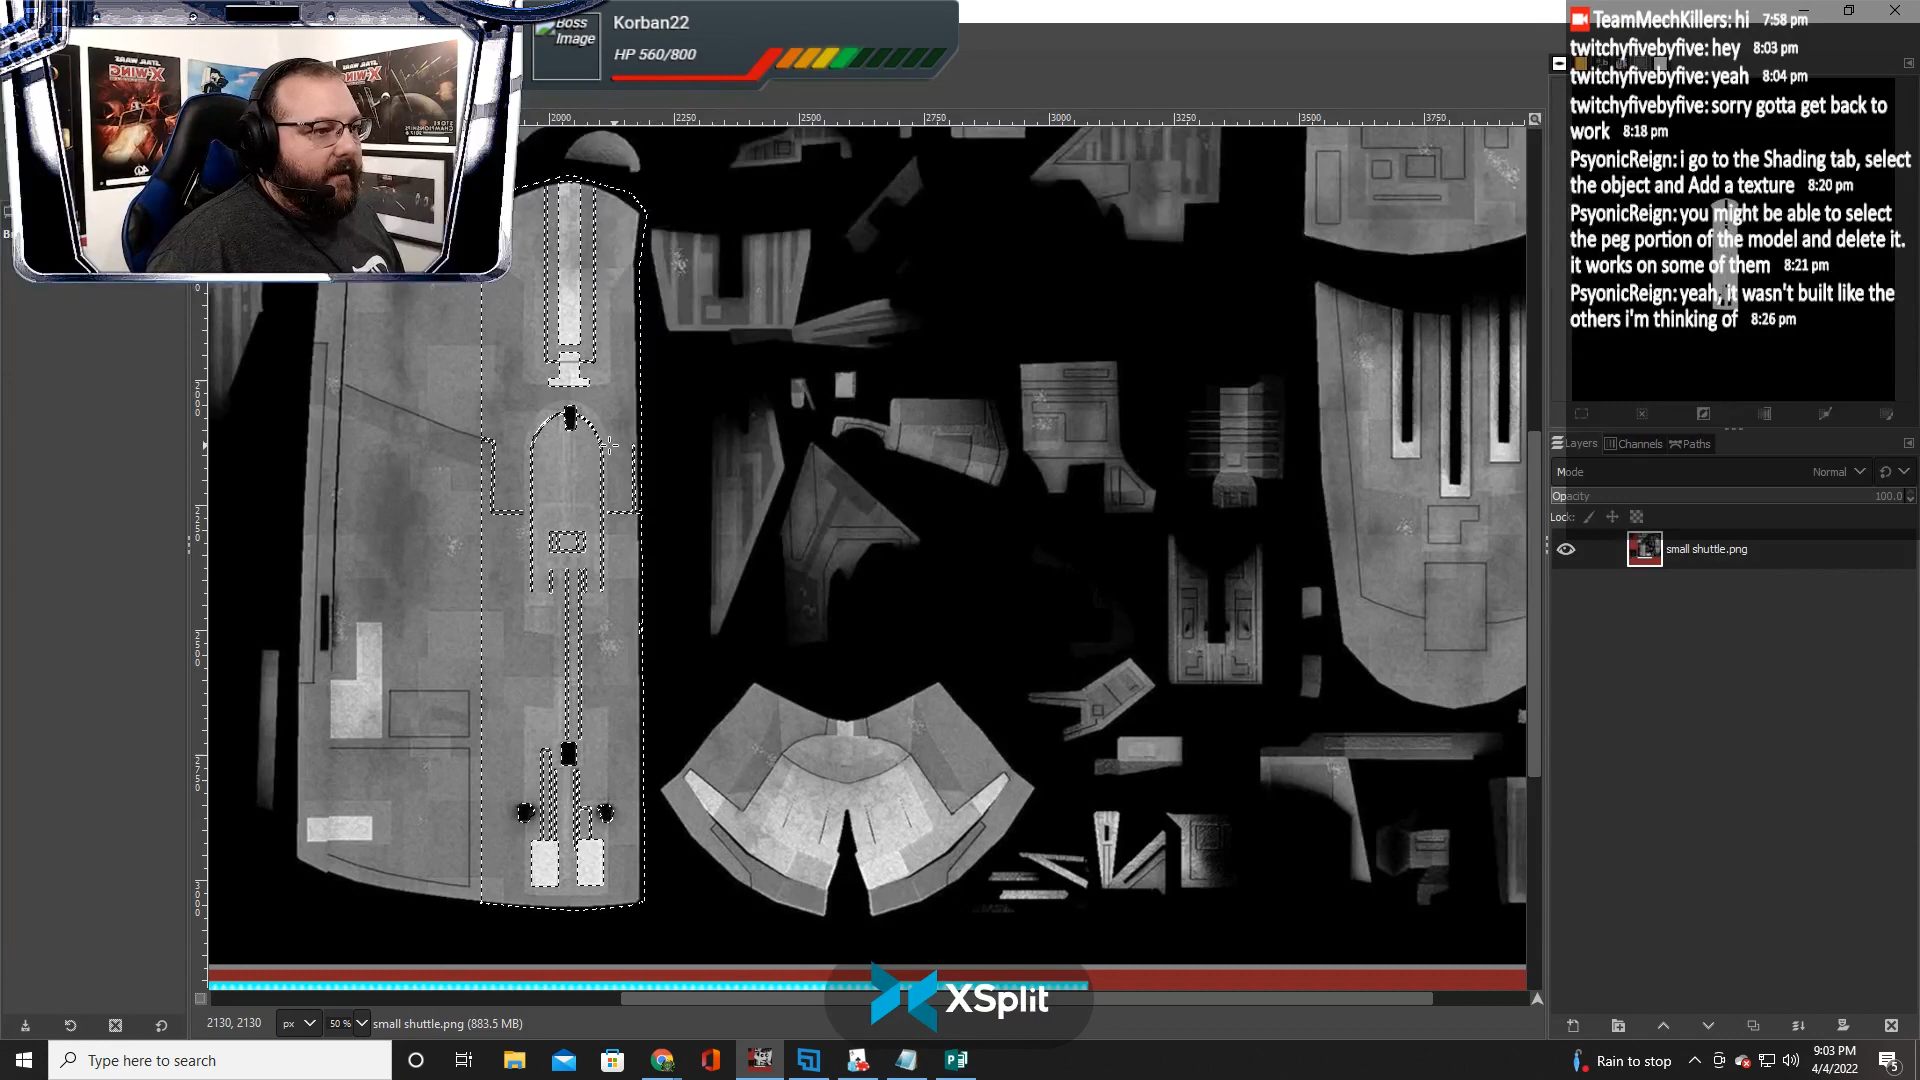 Boss
Image
Korban22
HP 560/800
TeamMechKillers: hi 7:58 pm
twitchyfivebyfive: hey 8:03 pm
twitchyfivebyfive: yeah 8:04 pm
twitchyfivebyfive: sorry gotta get back to
work 8:18 pm
PsyonicReign: i go to the Shading tab, select
the object and Add a texture 8:20 pm
PsyonicReign: you might be able to select
the peg portion of the model and delete it.
it works on some of them 8:21 pm
PsyonicReign: yeah, it wasn't built like the
others i'm thinking of 8:26 pm
X-WING
2000 2250 2500 2750 3000 3250 3500 3750
Layers Channels Paths
Mode Normal
Opacity 100.0
Lock:
small shuttle.png
XSplit
2130, 2130 px 50 % small shuttle.png (883.5 MB)
Type here to search
Rain to stop
9:03 PM
4/4/2022
5